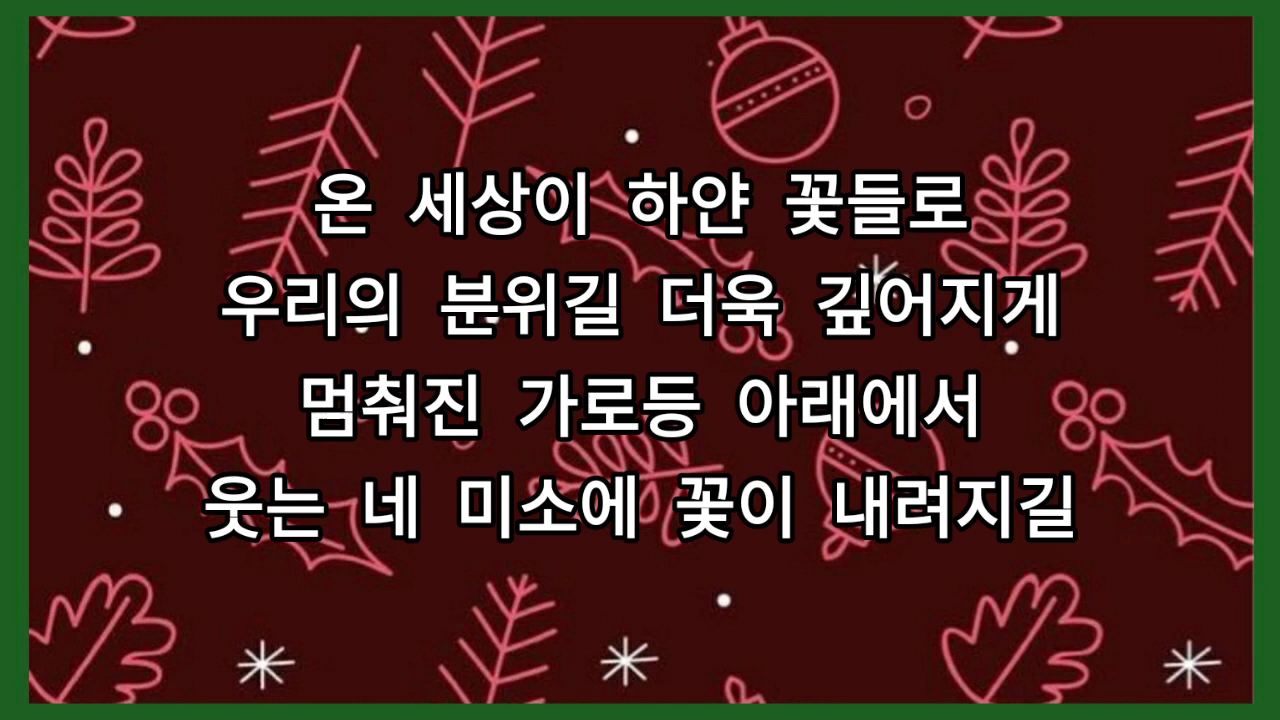 온 세상이 하얀 꽃들로
우리의 분위길 더욱 깊어지게
멈춰진 가로등 아래에서
웃는 네 미소에 꽃이 내려지길